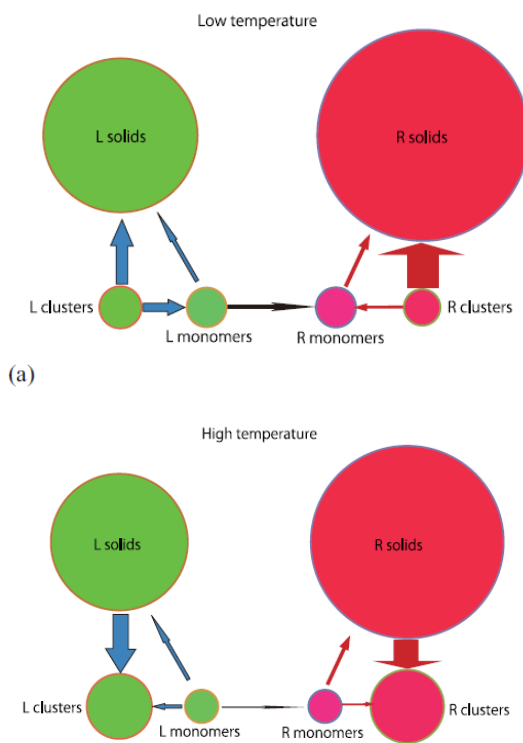 Low temperature
L solids
R solids
L clusters
R clusters
L monomers
R monomers
(a)
High temperature
L solids
R solids
L clusters
L monomers
R monomers
R clusters